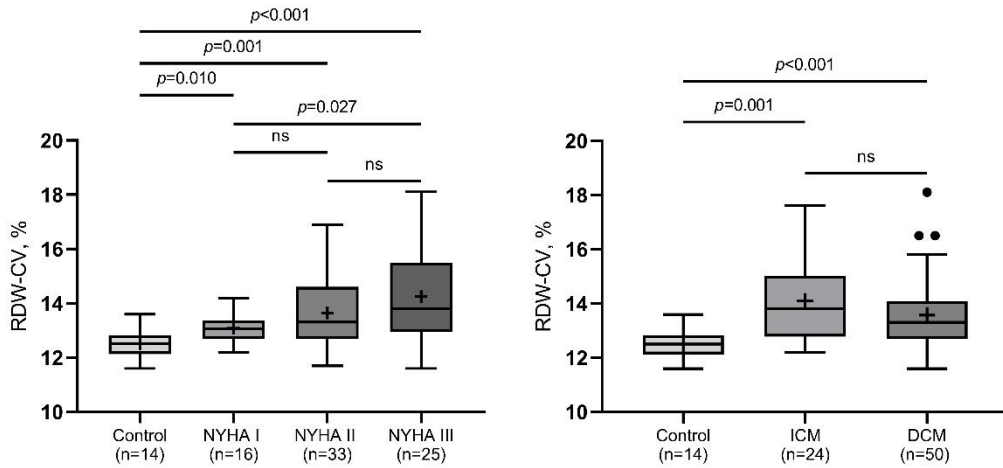 p<0.001
p=0.001
p=0.010
p=0.027
ns
ns
20
18
16
14
12
10
RDW-CV, %
Control
(n=14)
NYHA I
(n=16)
NYHA II
(n=33)
NYHA III
(n=25)
p<0.001
p=0.001
ns
20
18
16
14
12
10
RDW-CV, %
Control
(n=14)
ICM
(n=24)
DCM
(n=50)